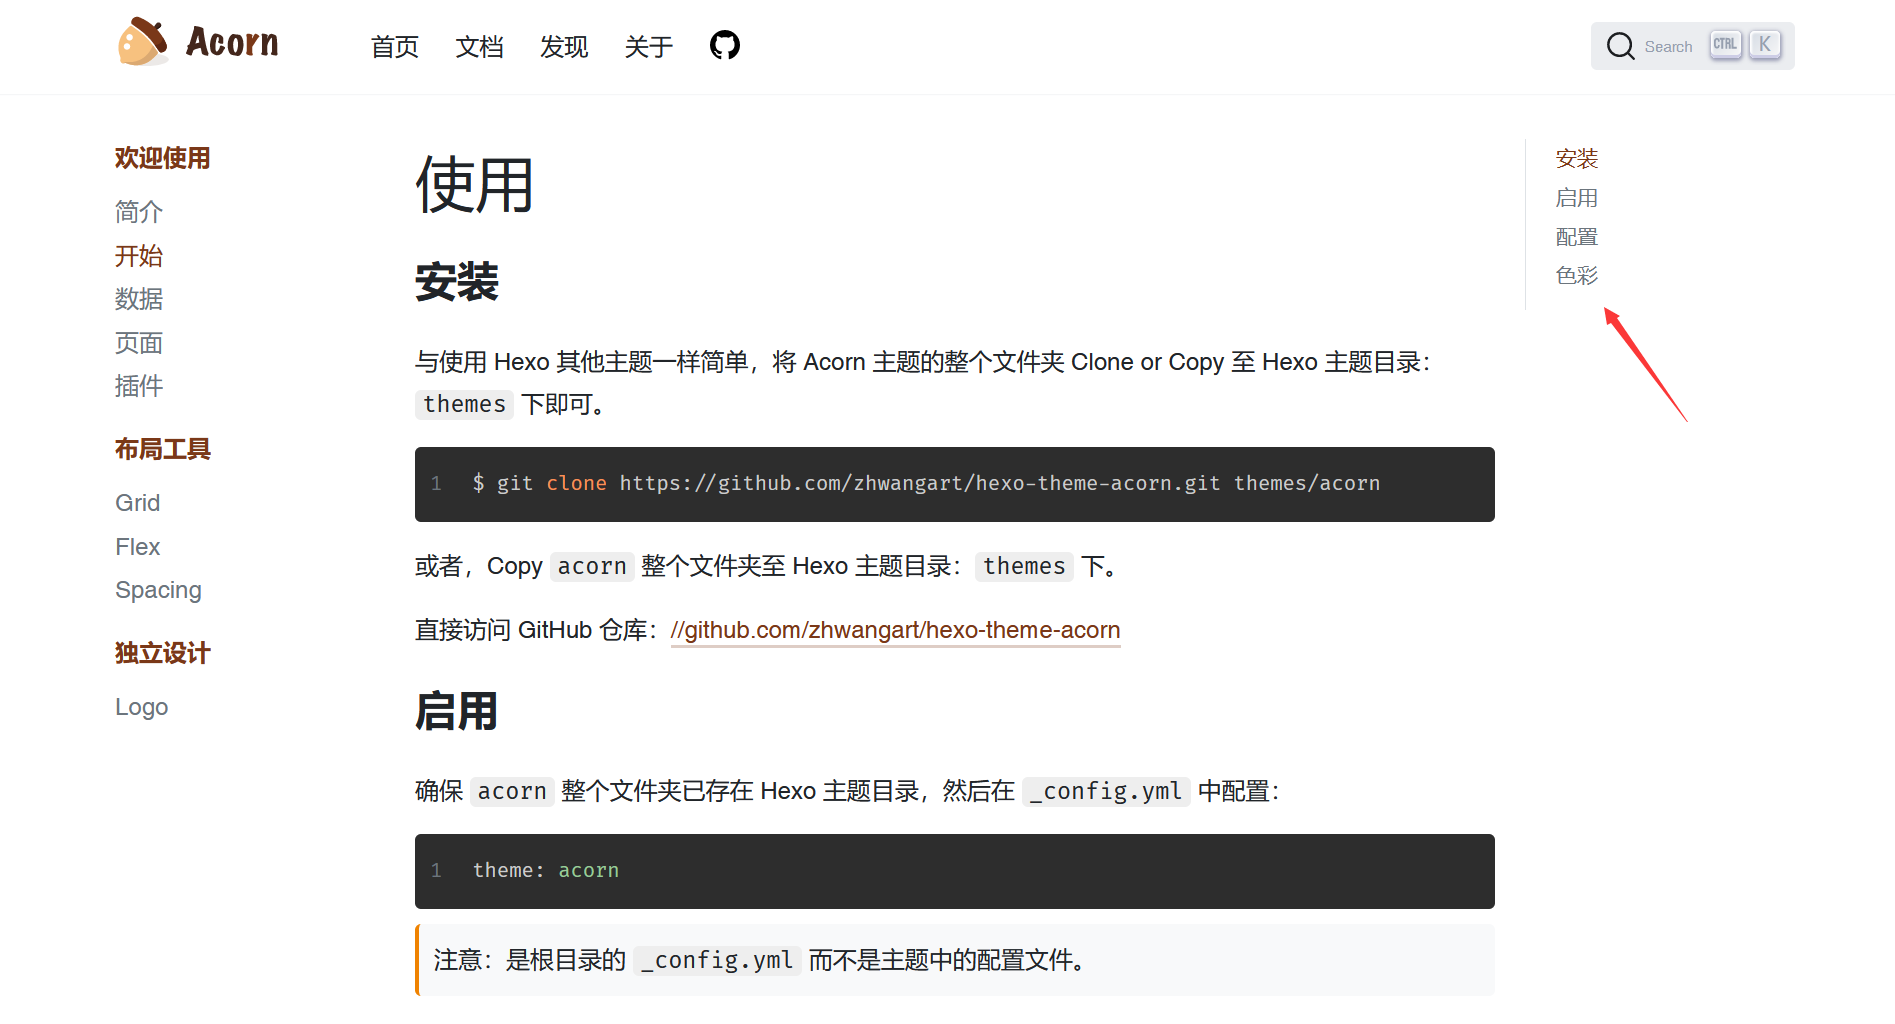 Acorn
首页 文档 发现 关于
Search CTRL K
欢迎使用
简介
开始
数据
页面
插件
布局工具
Grid
Flex
Spacing
独立设计
Logo
使用
安装
与使用 Hexo 其他主题一样简单，将 Acorn 主题的整个文件夹 Clone or Copy 至 Hexo 主题目录：
themes 下即可。
1 $ git clone https://github.com/zhwangart/hexo-theme-acorn.git themes/acorn
或者，Copy acorn 整个文件夹至 Hexo 主题目录： themes 下。
直接访问 GitHub 仓库：//github.com/zhwangart/hexo-theme-acorn
启用
确保 acorn 整个文件夹已存在 Hexo 主题目录，然后在 _config.yml 中配置：
1 theme: acorn
注意：是根目录的 _config.yml 而不是主题中的配置文件。
安装
启用
配置
色彩